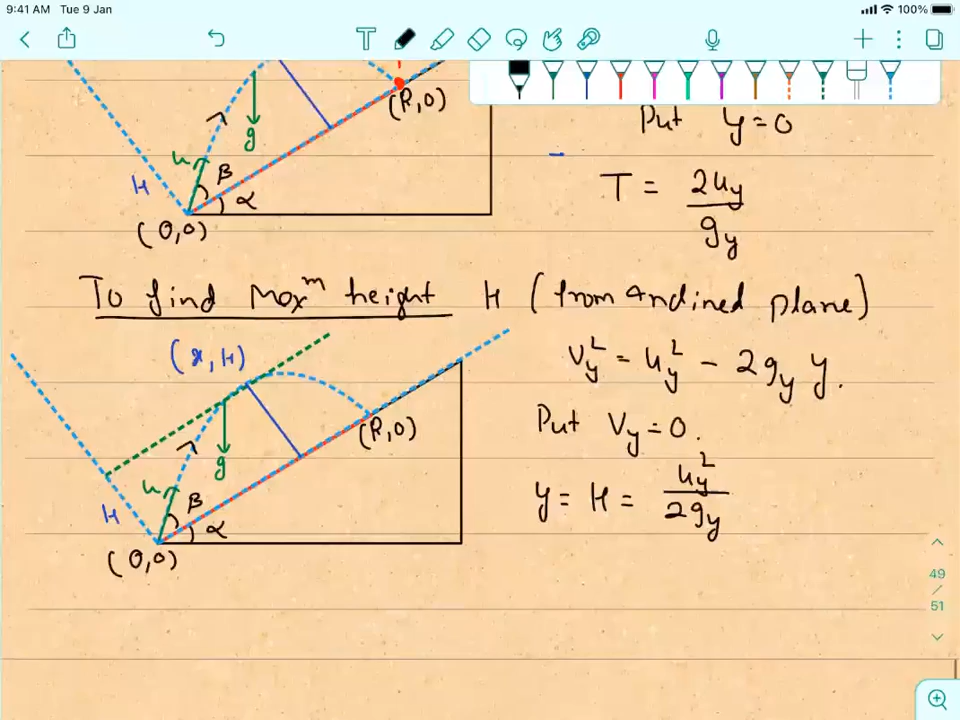 9:41 AM Tue 9 Jan
100%
(R,0)
g
u
β
H
α
(0,0)
Put y=0
T = 2uy / gy
To find Maxᵐ height H (from inclined plane)
(x,H)
(R,0)
g
u
β
H
α
(0,0)
Vy² = uy² - 2gy y.
Put Vy=0.
y = H = uy² / 2gy
49
/
51